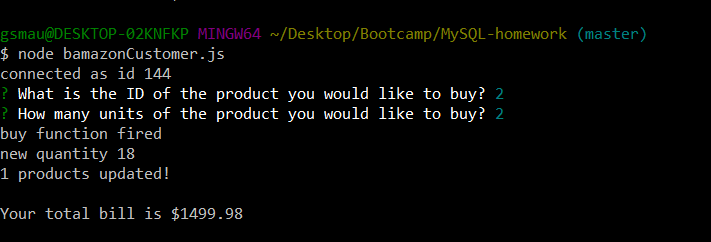 gsmau@DESKTOP-02KNFKP MINGW64 ~/Desktop/Bootcamp/MySQL-homework (master)
$ node bamazonCustomer.js
connected as id 144
? What is the ID of the product you would like to buy? 2
? How many units of the product you would like to buy? 2
buy function fired
new quantity 18
1 products updated!
Your total bill is $1499.98